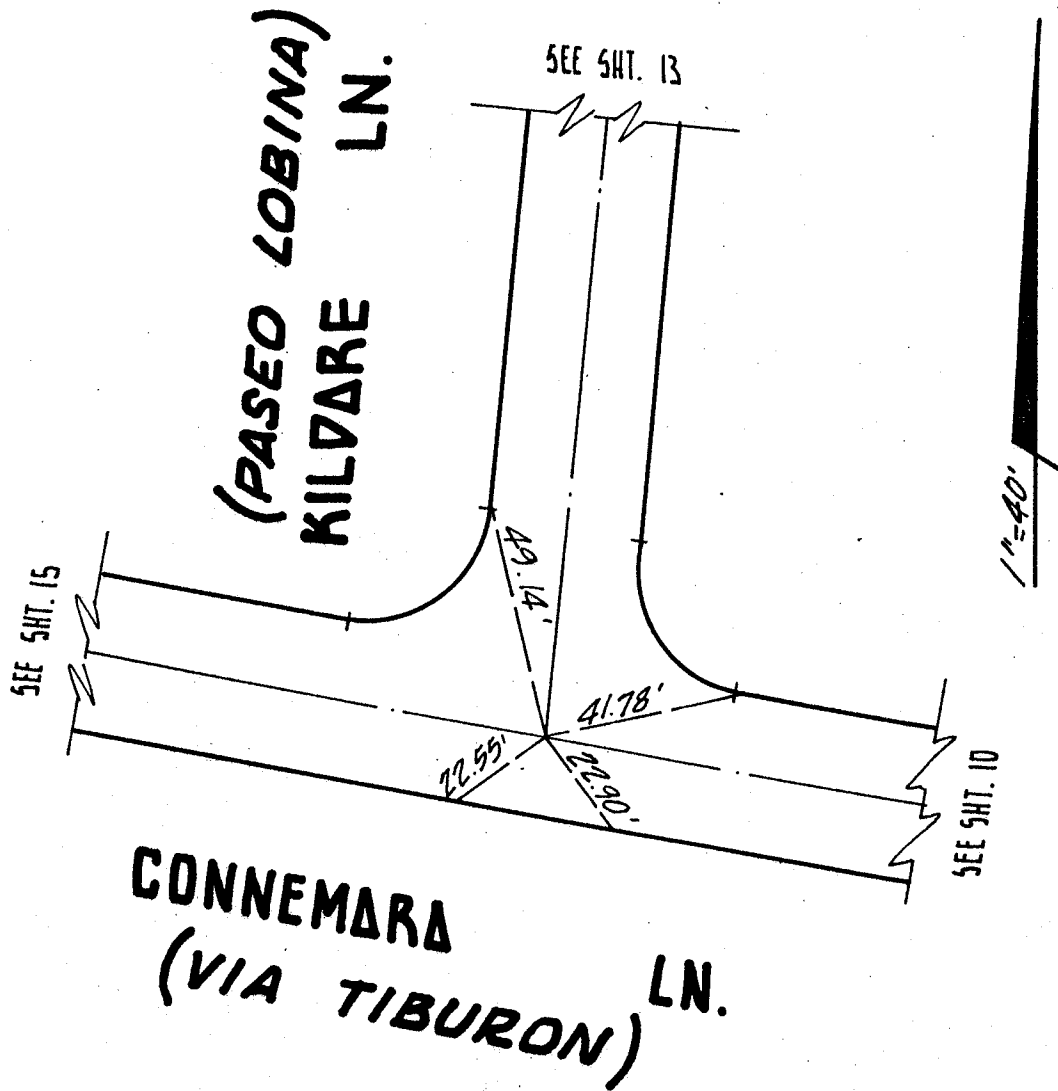 (PASEO LOBINA)
KILDARE LN.
SEE SHT. 13
SEE SHT. 15
49.14'
41.78'
22.55'
22.90'
1"=40'
SEE SHT. 10
CONNEMARA LN.
(VIA TIBURON)